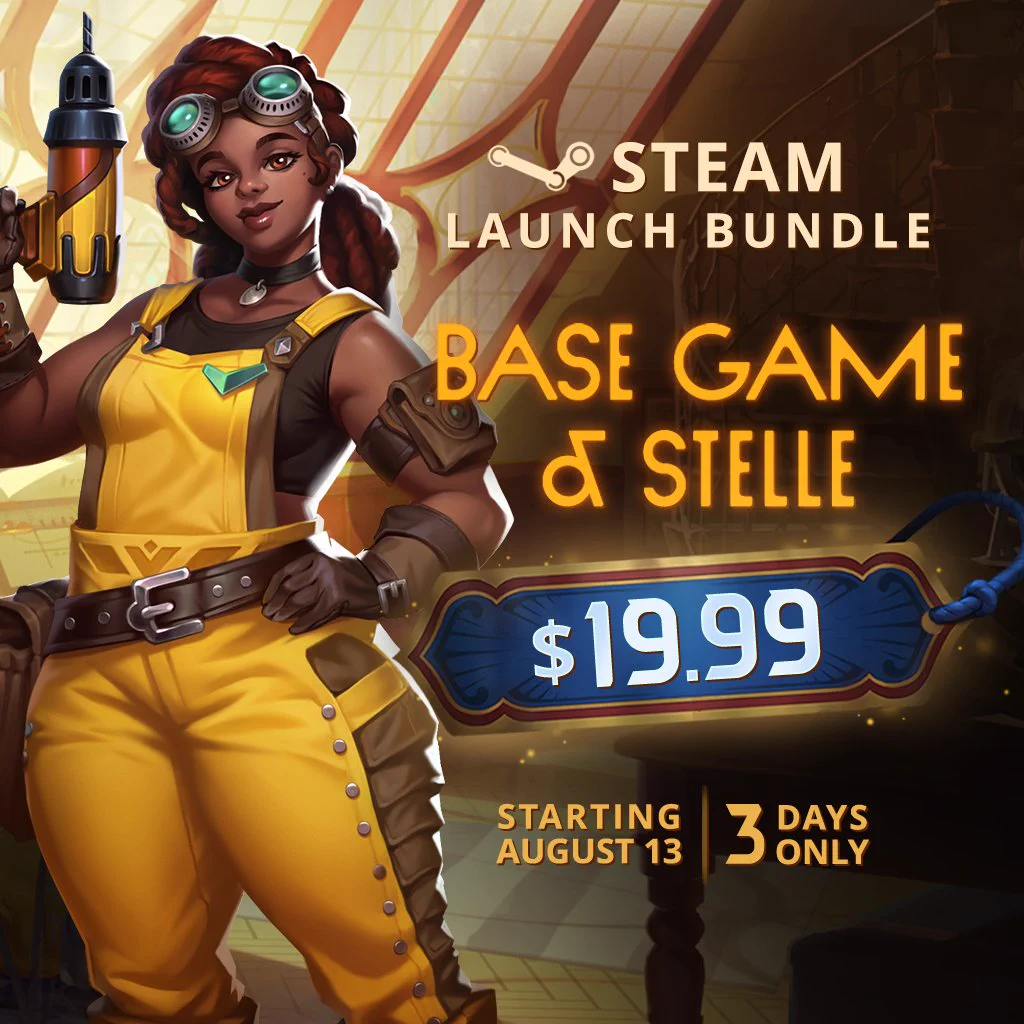 STEAM
LAUNCH BUNDLE
BASE GAME
& STELLE
$19.99
STARTING
AUGUST 13
3 DAYS
ONLY